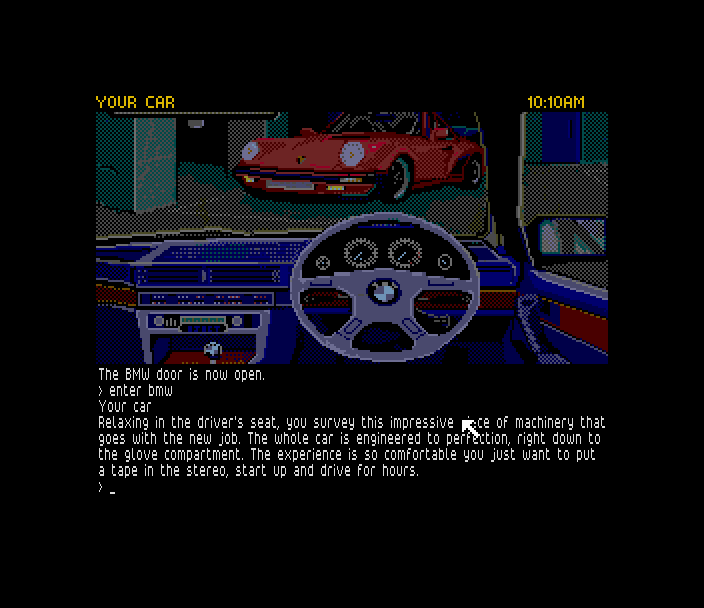 YOUR CAR 10:10AM
The BMW door is now open.
> enter bmw
Your car
Relaxing in the driver's seat, you survey this impressive of machinery that
goes with the new job. The whole car is engineered to perfection, right down to
the glove compartment. The experience is so comfortable you just want to put
a tape in the stereo, start up and drive for hours.
> _